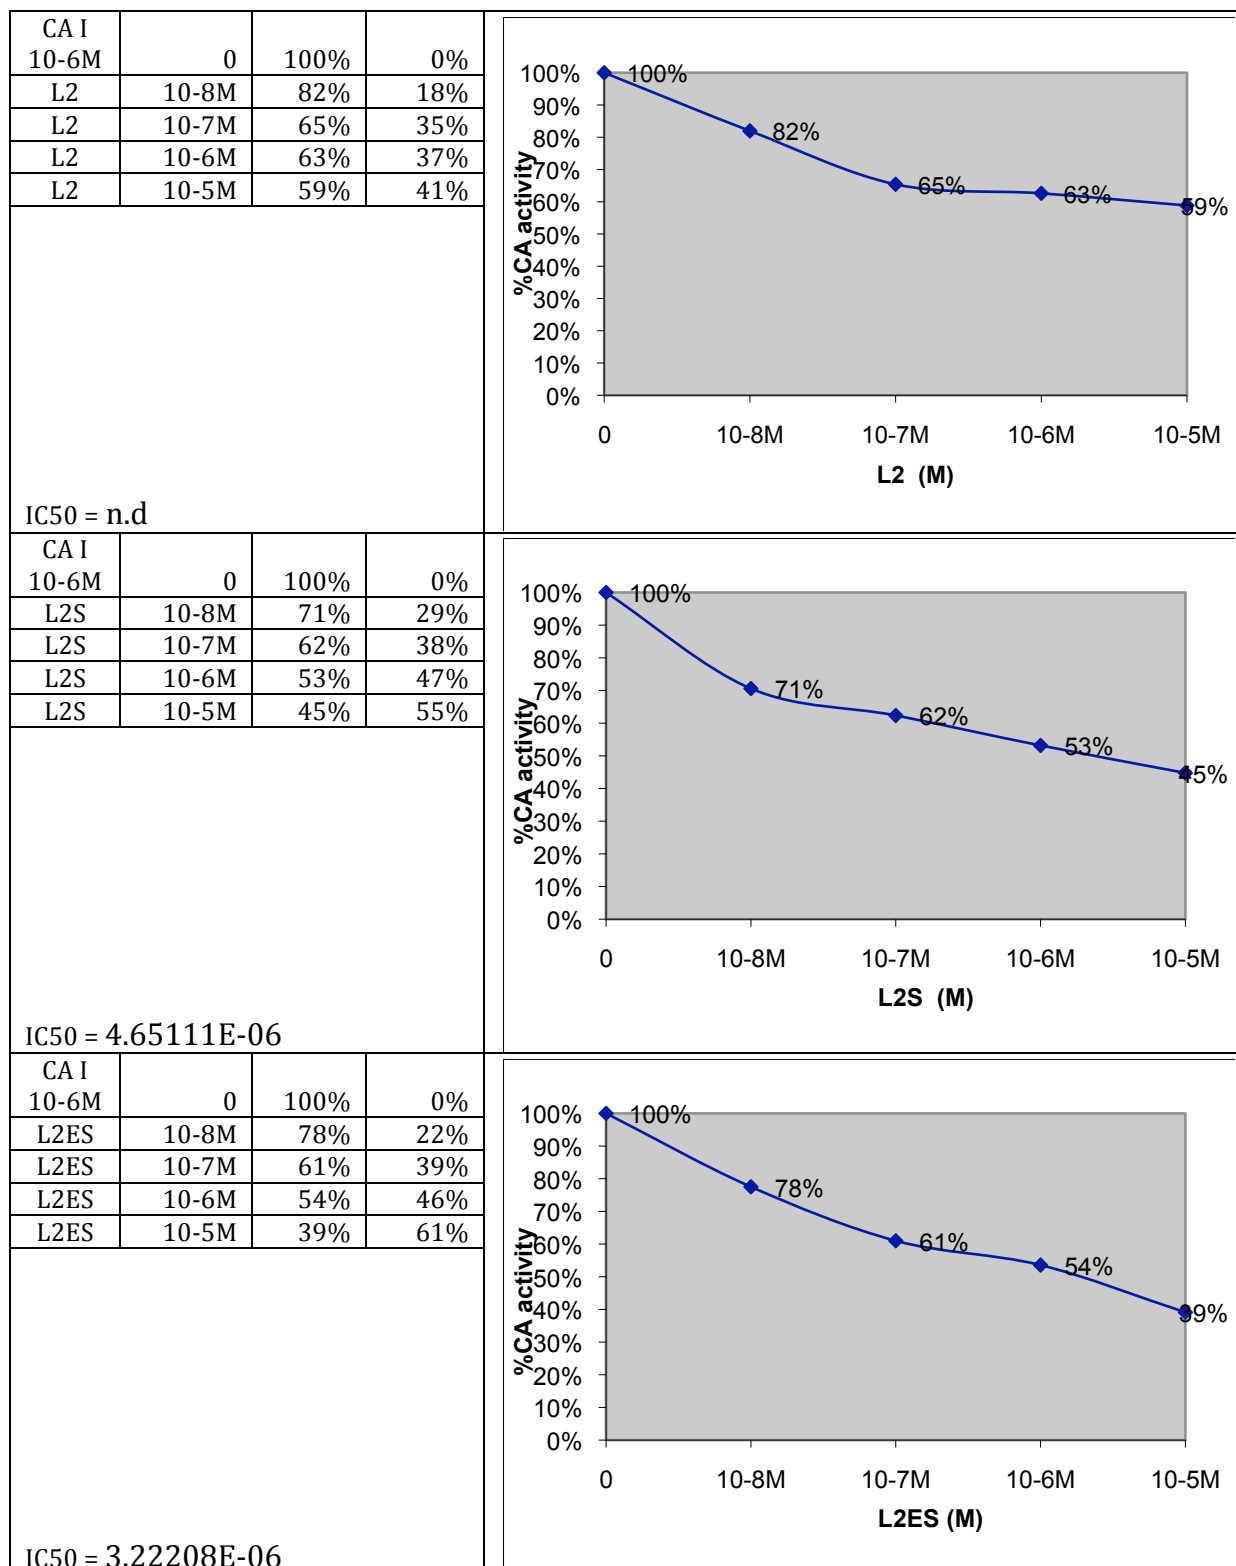 CA I
10-6M 0 100% 0%
L2 10-8M 82% 18%
L2 10-7M 65% 35%
L2 10-6M 63% 37%
L2 10-5M 59% 41%
IC50 = n.d
100%
90%
80%
70%
60%
50%
40%
30%
20%
10%
0%
%CA activity
100%
82%
65%
63%
59%
0 10-8M 10-7M 10-6M 10-5M
L2 (M)
CA I
10-6M 0 100% 0%
L2S 10-8M 71% 29%
L2S 10-7M 62% 38%
L2S 10-6M 53% 47%
L2S 10-5M 45% 55%
IC50 = 4.65111E-06
100%
90%
80%
70%
60%
50%
40%
30%
20%
10%
0%
%CA activity
100%
71%
62%
53%
45%
0 10-8M 10-7M 10-6M 10-5M
L2S (M)
CA I
10-6M 0 100% 0%
L2ES 10-8M 78% 22%
L2ES 10-7M 61% 39%
L2ES 10-6M 54% 46%
L2ES 10-5M 39% 61%
IC50 = 3.22208E-06
100%
90%
80%
70%
60%
50%
40%
30%
20%
10%
0%
%CA activity
100%
78%
61%
54%
39%
0 10-8M 10-7M 10-6M 10-5M
L2ES (M)